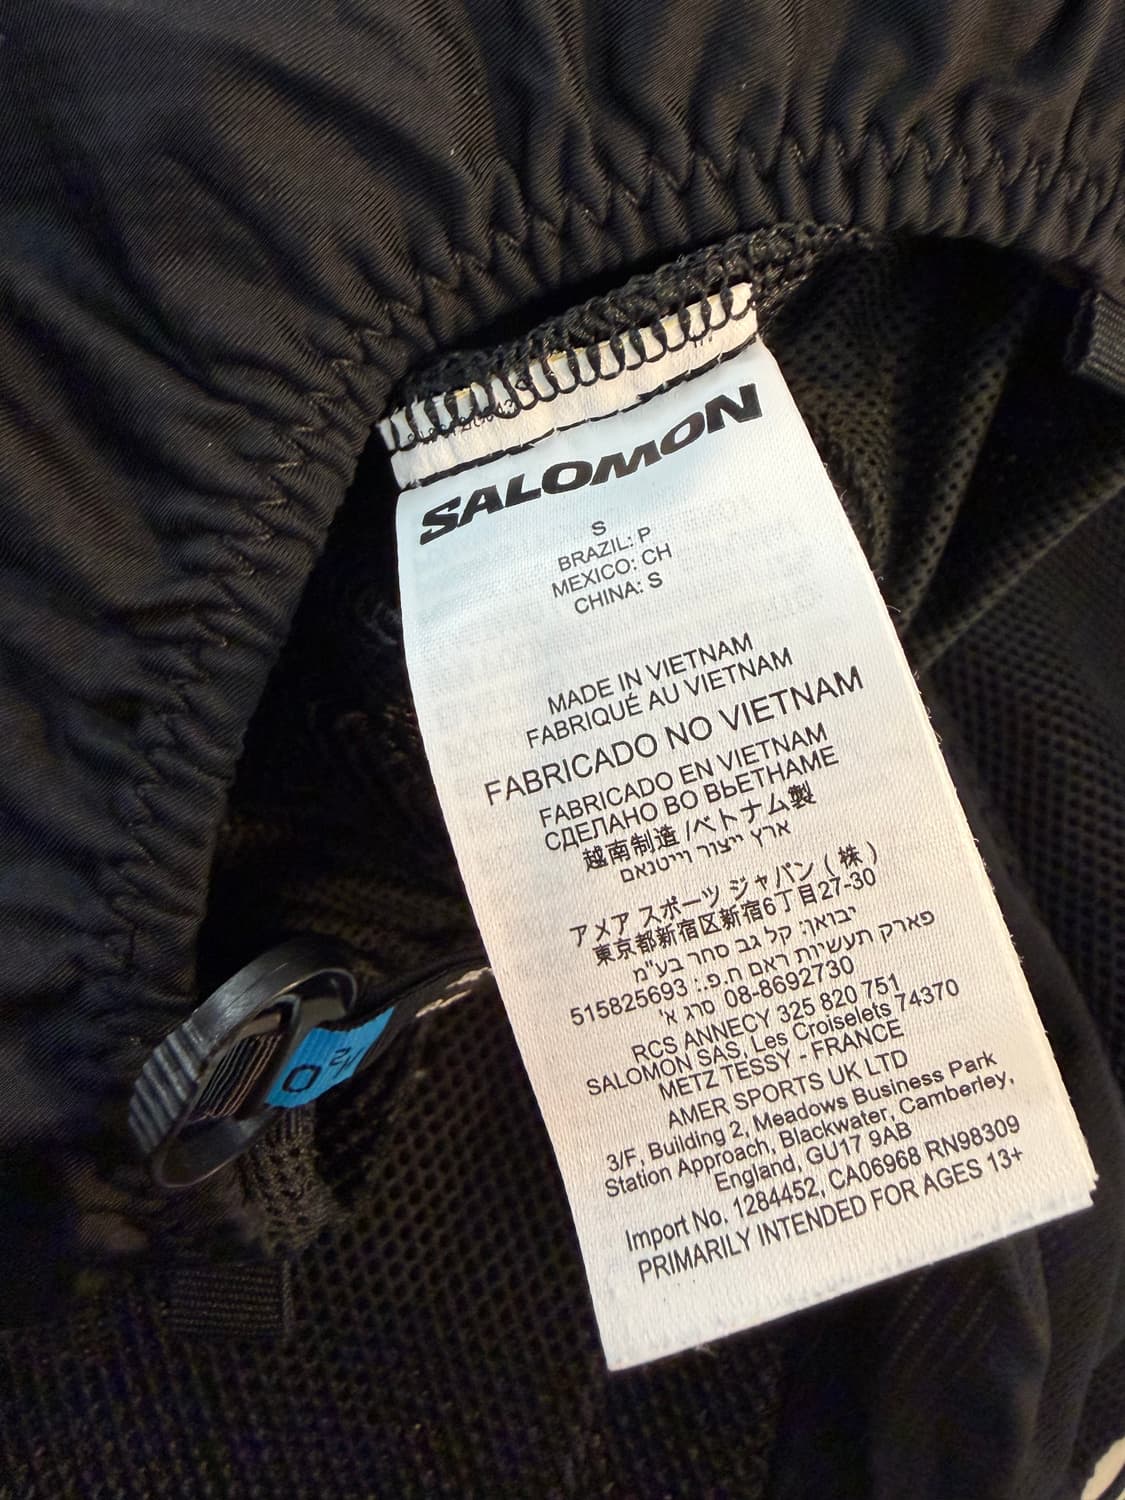 SALOMON
S
BRAZIL: P
MEXICO: CH
CHINA: S
MADE IN VIETNAM
FABRIQUÉ AU VIETNAM
FABRICADO NO VIETNAM
FABRICADO EN VIETNAM
СДЕЛАНО ВО ВЬЕТНАМЕ
越南制造 /ベトナム製
ארץ ייצור וייטנאם
アメア スポーツ ジャパン ( 株 )
東京都新宿区新宿6丁目27-30
יבואן: קל גב סחר בע"מ
פארק תעשיות ראם ח.פ.: 515825693
סרג א' 08-8692730
RCS ANNECY 325 820 751
SALOMON SAS, Les Croiselets 74370
METZ TESSY - FRANCE
AMER SPORTS UK LTD
3/F, Building 2, Meadows Business Park
Station Approach, Blackwater, Camberley,
England, GU17 9AB
Import No. 1284452, CA06968 RN98309
PRIMARILY INTENDED FOR AGES 13+